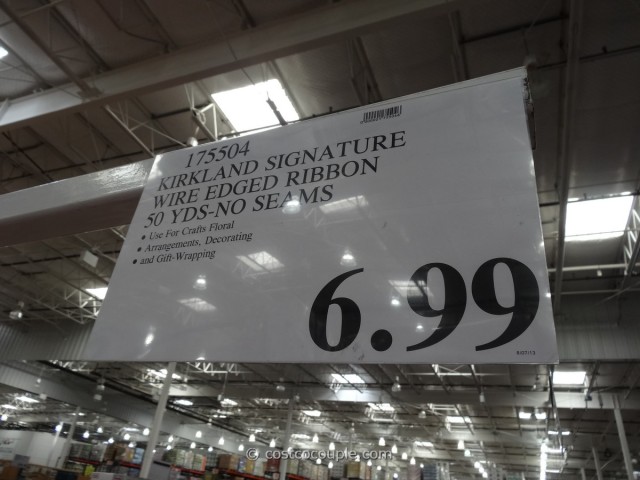 175504
KIRKLAND SIGNATURE
WIRE EDGED RIBBON
50 YDS-NO SEAMS
• Use For Crafts Floral
• Arrangements, Decorating
• and Gift-Wrapping
6.99
© costcocouple.com